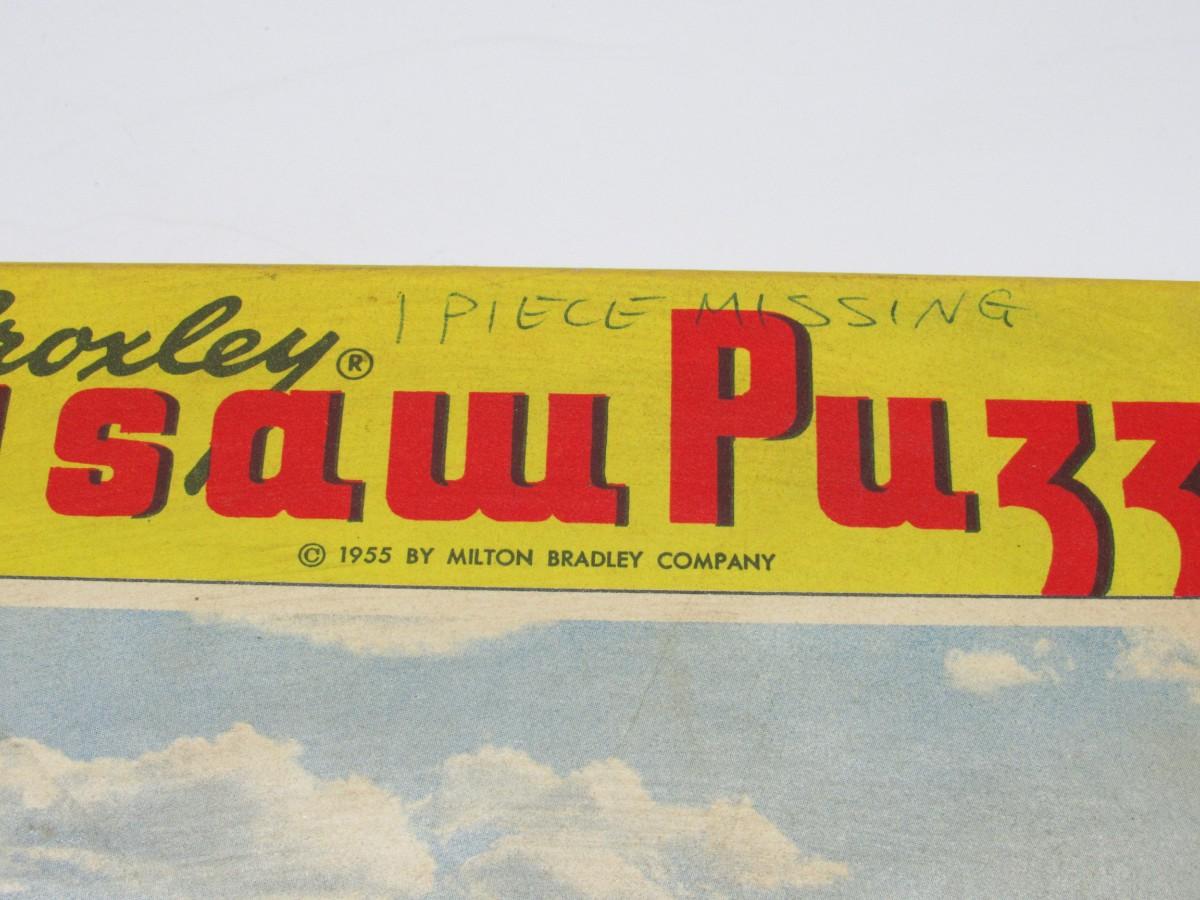 1 PIECE MISSING
roxley®
saw Puzz
© 1955 BY MILTON BRADLEY COMPANY